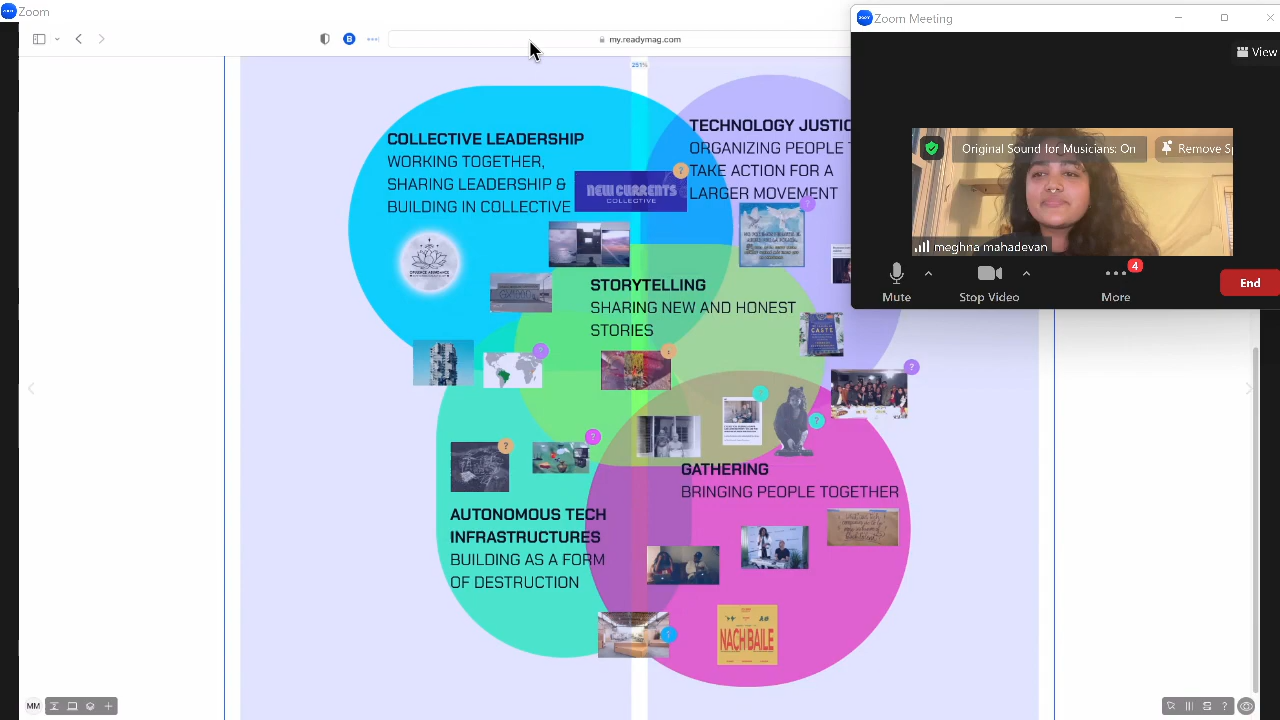 Zoom
Zoom Meeting
my.readymag.com
View
251%
Original Sound for Musicians: On
Remove Sp
meghna mahadevan
4
Mute
Stop Video
More
End
COLLECTIVE LEADERSHIP
WORKING TOGETHER,
SHARING LEADERSHIP &
BUILDING IN COLLECTIVE
NEW CURRENTS
COLLECTIVE
TECHNOLOGY JUSTIC
ORGANIZING PEOPLE T
TAKE ACTION FOR A
LARGER MOVEMENT
STORYTELLING
SHARING NEW AND HONEST
STORIES
CASTE
GATHERING
BRINGING PEOPLE TOGETHER
AUTONOMOUS TECH
INFRASTRUCTURES
BUILDING AS A FORM
OF DESTRUCTION
NACH BAILE
MM